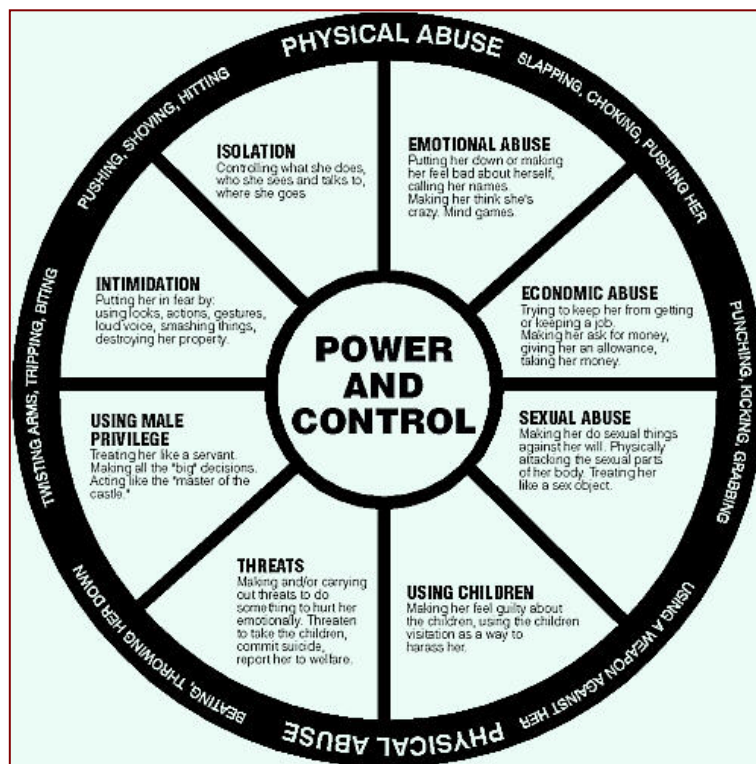 PHYSICAL ABUSE
SLAPPING, CHOKING, PUSHING HER
PUNCHING, KICKING, GRABBING
USING A WEAPON AGAINST HER
PHYSICAL ABUSE
BEATING, THROWING HER DOWN
TWISTING ARMS, TRIPPING, BITING
PUSHING, SHOVING, HITTING
POWER
AND
CONTROL
EMOTIONAL ABUSE
Putting her down or making
her feel bad about herself,
calling her names.
Making her think she's
crazy. Mind games.
ECONOMIC ABUSE
Trying to keep her from getting
or keeping a job.
Making her ask for money,
giving her an allowance,
taking her money.
SEXUAL ABUSE
Making her do sexual things
against her will. Physically
attacking the sexual parts
of her body. Treating her
like a sex object.
USING CHILDREN
Making her feel guilty about
the children, using the children
visitation as a way to
harass her.
THREATS
Making and/or carrying
out threats to do
something to hurt her
emotionally. Threaten
to take the children,
commit suicide,
report her to welfare.
USING MALE
PRIVILEGE
Treating her like a servant.
Making all the "big" decisions.
Acting like the "master of the
castle."
INTIMIDATION
Putting her in fear by:
using looks, actions, gestures,
loud voice, smashing things,
destroying her property.
ISOLATION
Controlling what she does,
who she sees and talks to,
where she goes